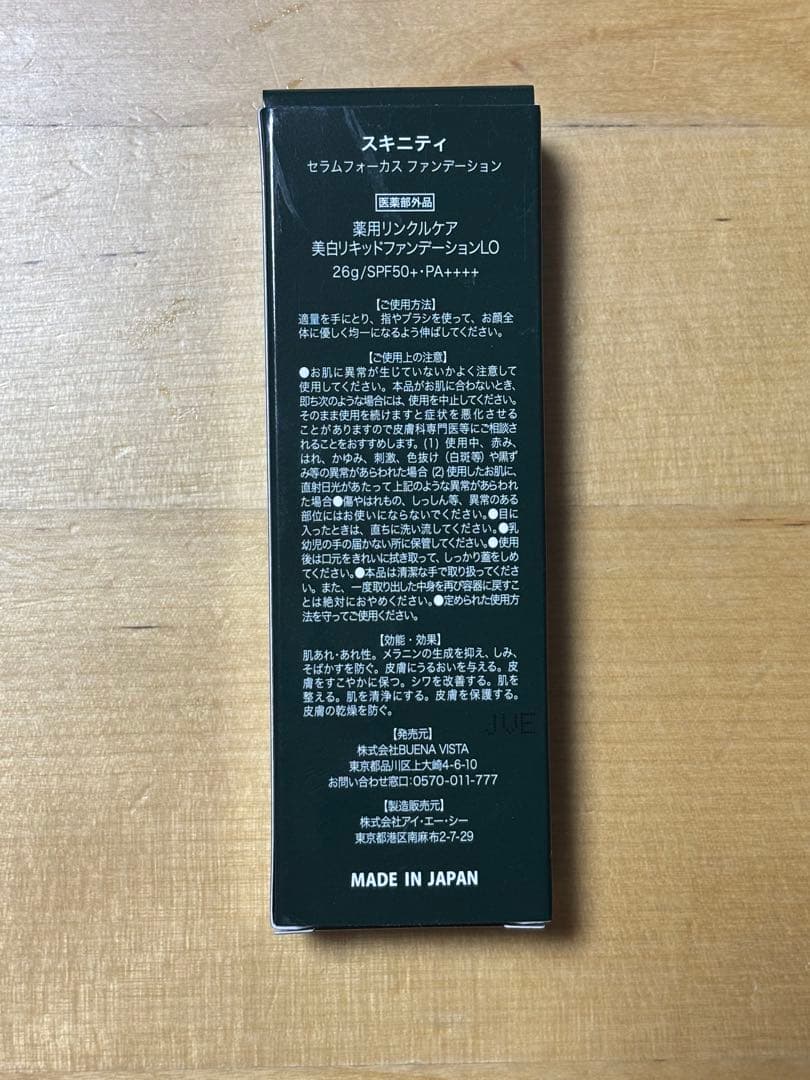 スキニティ
セラムフォーカス ファンデーション
医薬部外品
薬用リンクルケア
美白リキッドファンデーションLO
26g/SPF50+・PA++++
【ご使用方法】
適量を手にとり、指やブラシを使って、お顔全
体に優しく均一になるよう伸ばしてください。
【ご使用上の注意】
●お肌に異常が生じていないかよく注意して
使用してください。本品がお肌に合わないとき、
即ち次のような場合には、使用を中止してください。
そのまま使用を続けますと症状を悪化させる
ことがありますので皮膚科専門医等にご相談さ
れることをおすすめします。(1) 使用中、赤み、
はれ、かゆみ、刺激、色抜け（白斑等）や黒ず
み等の異常があらわれた場合 (2) 使用したお肌に、
直射日光があたって上記のような異常があらわれ
た場合●傷やはれもの、しっしん等、異常のある
部位にはお使いにならないでください。●目に
入ったときは、直ちに洗い流してください。●乳
幼児の手の届かない所に保管してください。●使用
後は口元をきれいに拭き取って、しっかり蓋をしめ
てください。●本品は清潔な手で取り扱ってくださ
い。また、一度取り出した中身を再び容器に戻すこ
とは絶対におやめください。●定められた使用方
法を守ってご使用ください。
【効能・効果】
肌あれ・あれ性。メラニンの生成を抑え、しみ、
そばかすを防ぐ。皮膚にうるおいを与える。皮
膚をすこやかに保つ。シワを改善する。肌を
整える。肌を清浄にする。皮膚を保護する。
皮膚の乾燥を防ぐ。
JVE
【発売元】
株式会社BUENA VISTA
東京都品川区上大崎4-6-10
お問い合わせ窓口:0570-011-777
【製造販売元】
株式会社アイ・エー・シー
東京都港区南麻布2-7-29
MADE IN JAPAN